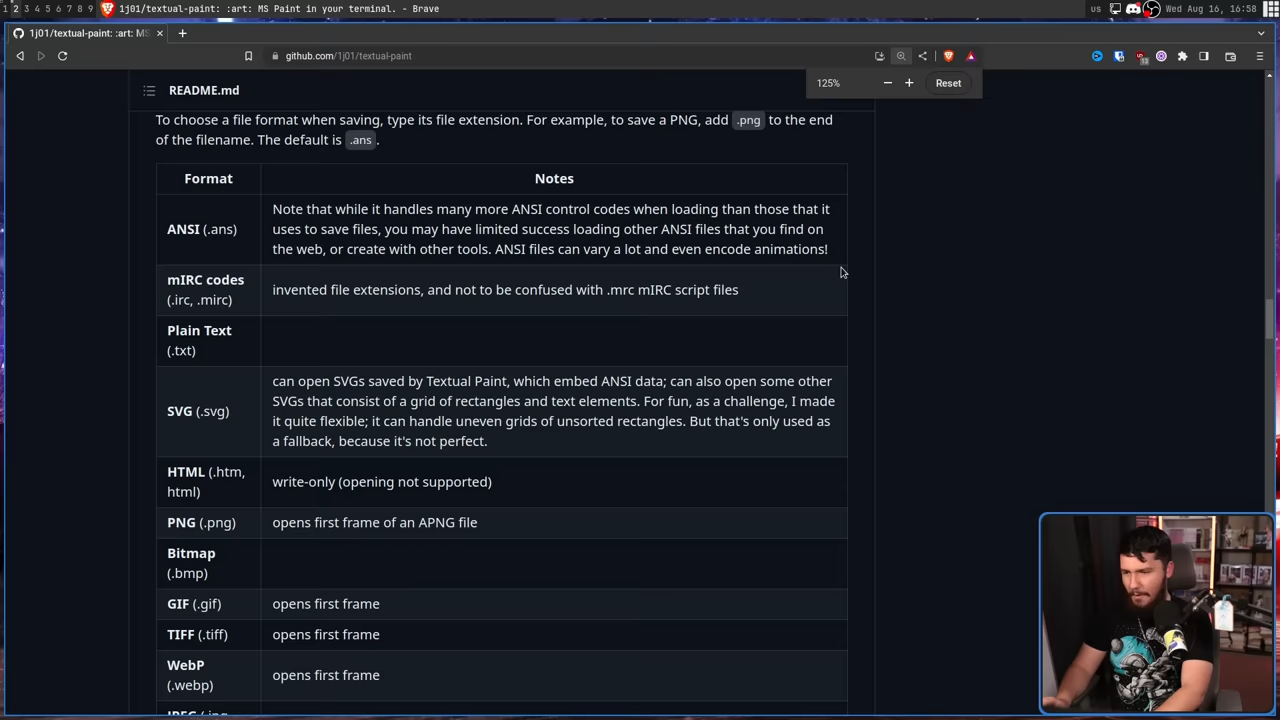 1 2 3 4 5 6 7 8 9 1j01/textual-paint: :art: MS Paint in your terminal. - Brave us Wed Aug 16, 16:58
1j01/textual-paint: :art: MS
github.com/1j01/textual-paint
125% Reset
README.md
To choose a file format when saving, type its file extension. For example, to save a PNG, add .png to the end
of the filename. The default is .ans.
Format Notes
ANSI (.ans)
Note that while it handles many more ANSI control codes when loading than those that it
uses to save files, you may have limited success loading other ANSI files that you find on
the web, or create with other tools. ANSI files can vary a lot and even encode animations!
mIRC codes
(.irc, .mirc)
invented file extensions, and not to be confused with .mrc mIRC script files
Plain Text
(.txt)
SVG (.svg)
can open SVGs saved by Textual Paint, which embed ANSI data; can also open some other
SVGs that consist of a grid of rectangles and text elements. For fun, as a challenge, I made
it quite flexible; it can handle uneven grids of unsorted rectangles. But that's only used as
a fallback, because it's not perfect.
HTML (.htm,
html)
write-only (opening not supported)
PNG (.png) opens first frame of an APNG file
Bitmap
(.bmp)
GIF (.gif) opens first frame
TIFF (.tiff) opens first frame
WebP
(.webp)
opens first frame